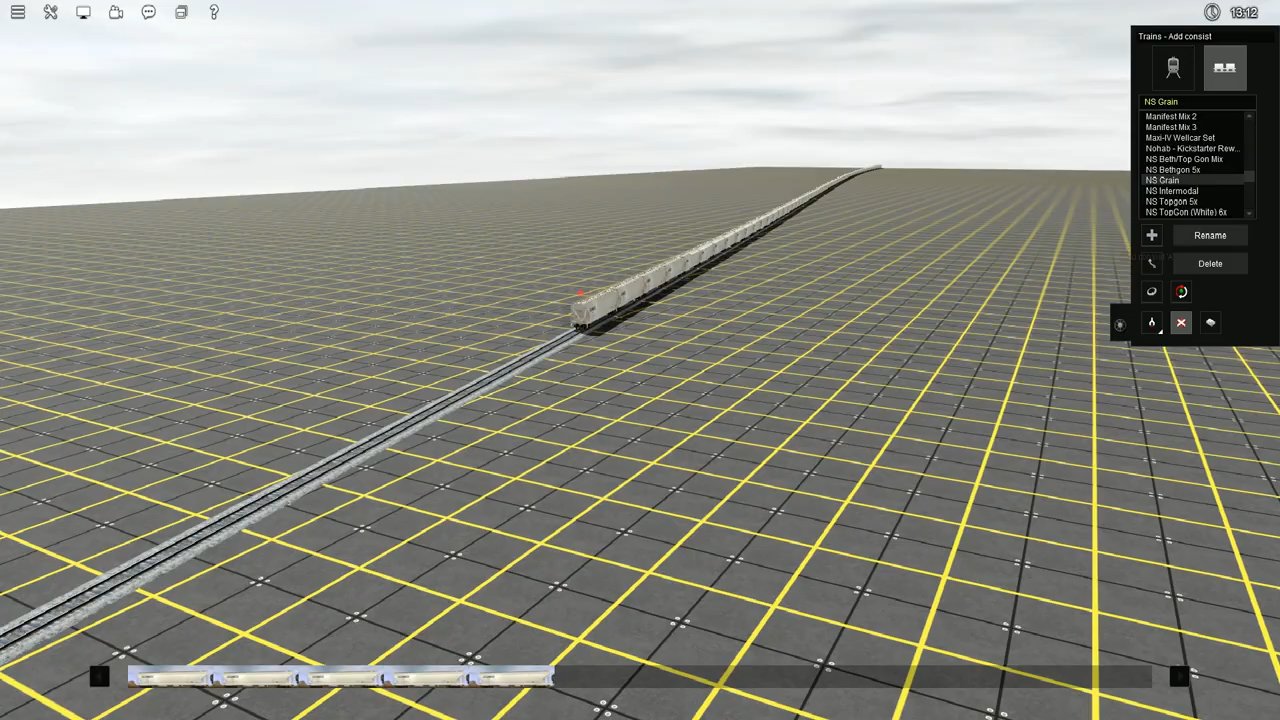 13:12
Trains - Add consist
NS Grain
Manifest Mix 2
Manifest Mix 3
Maxi-IV Wellcar Set
Nohab - Kickstarter Rew...
NS Beth/Top Gon Mix
NS Bethgon 5x
NS Grain
NS Intermodal
NS Topgon 5x
NS TopGon (White) 6x
Rename
Delete